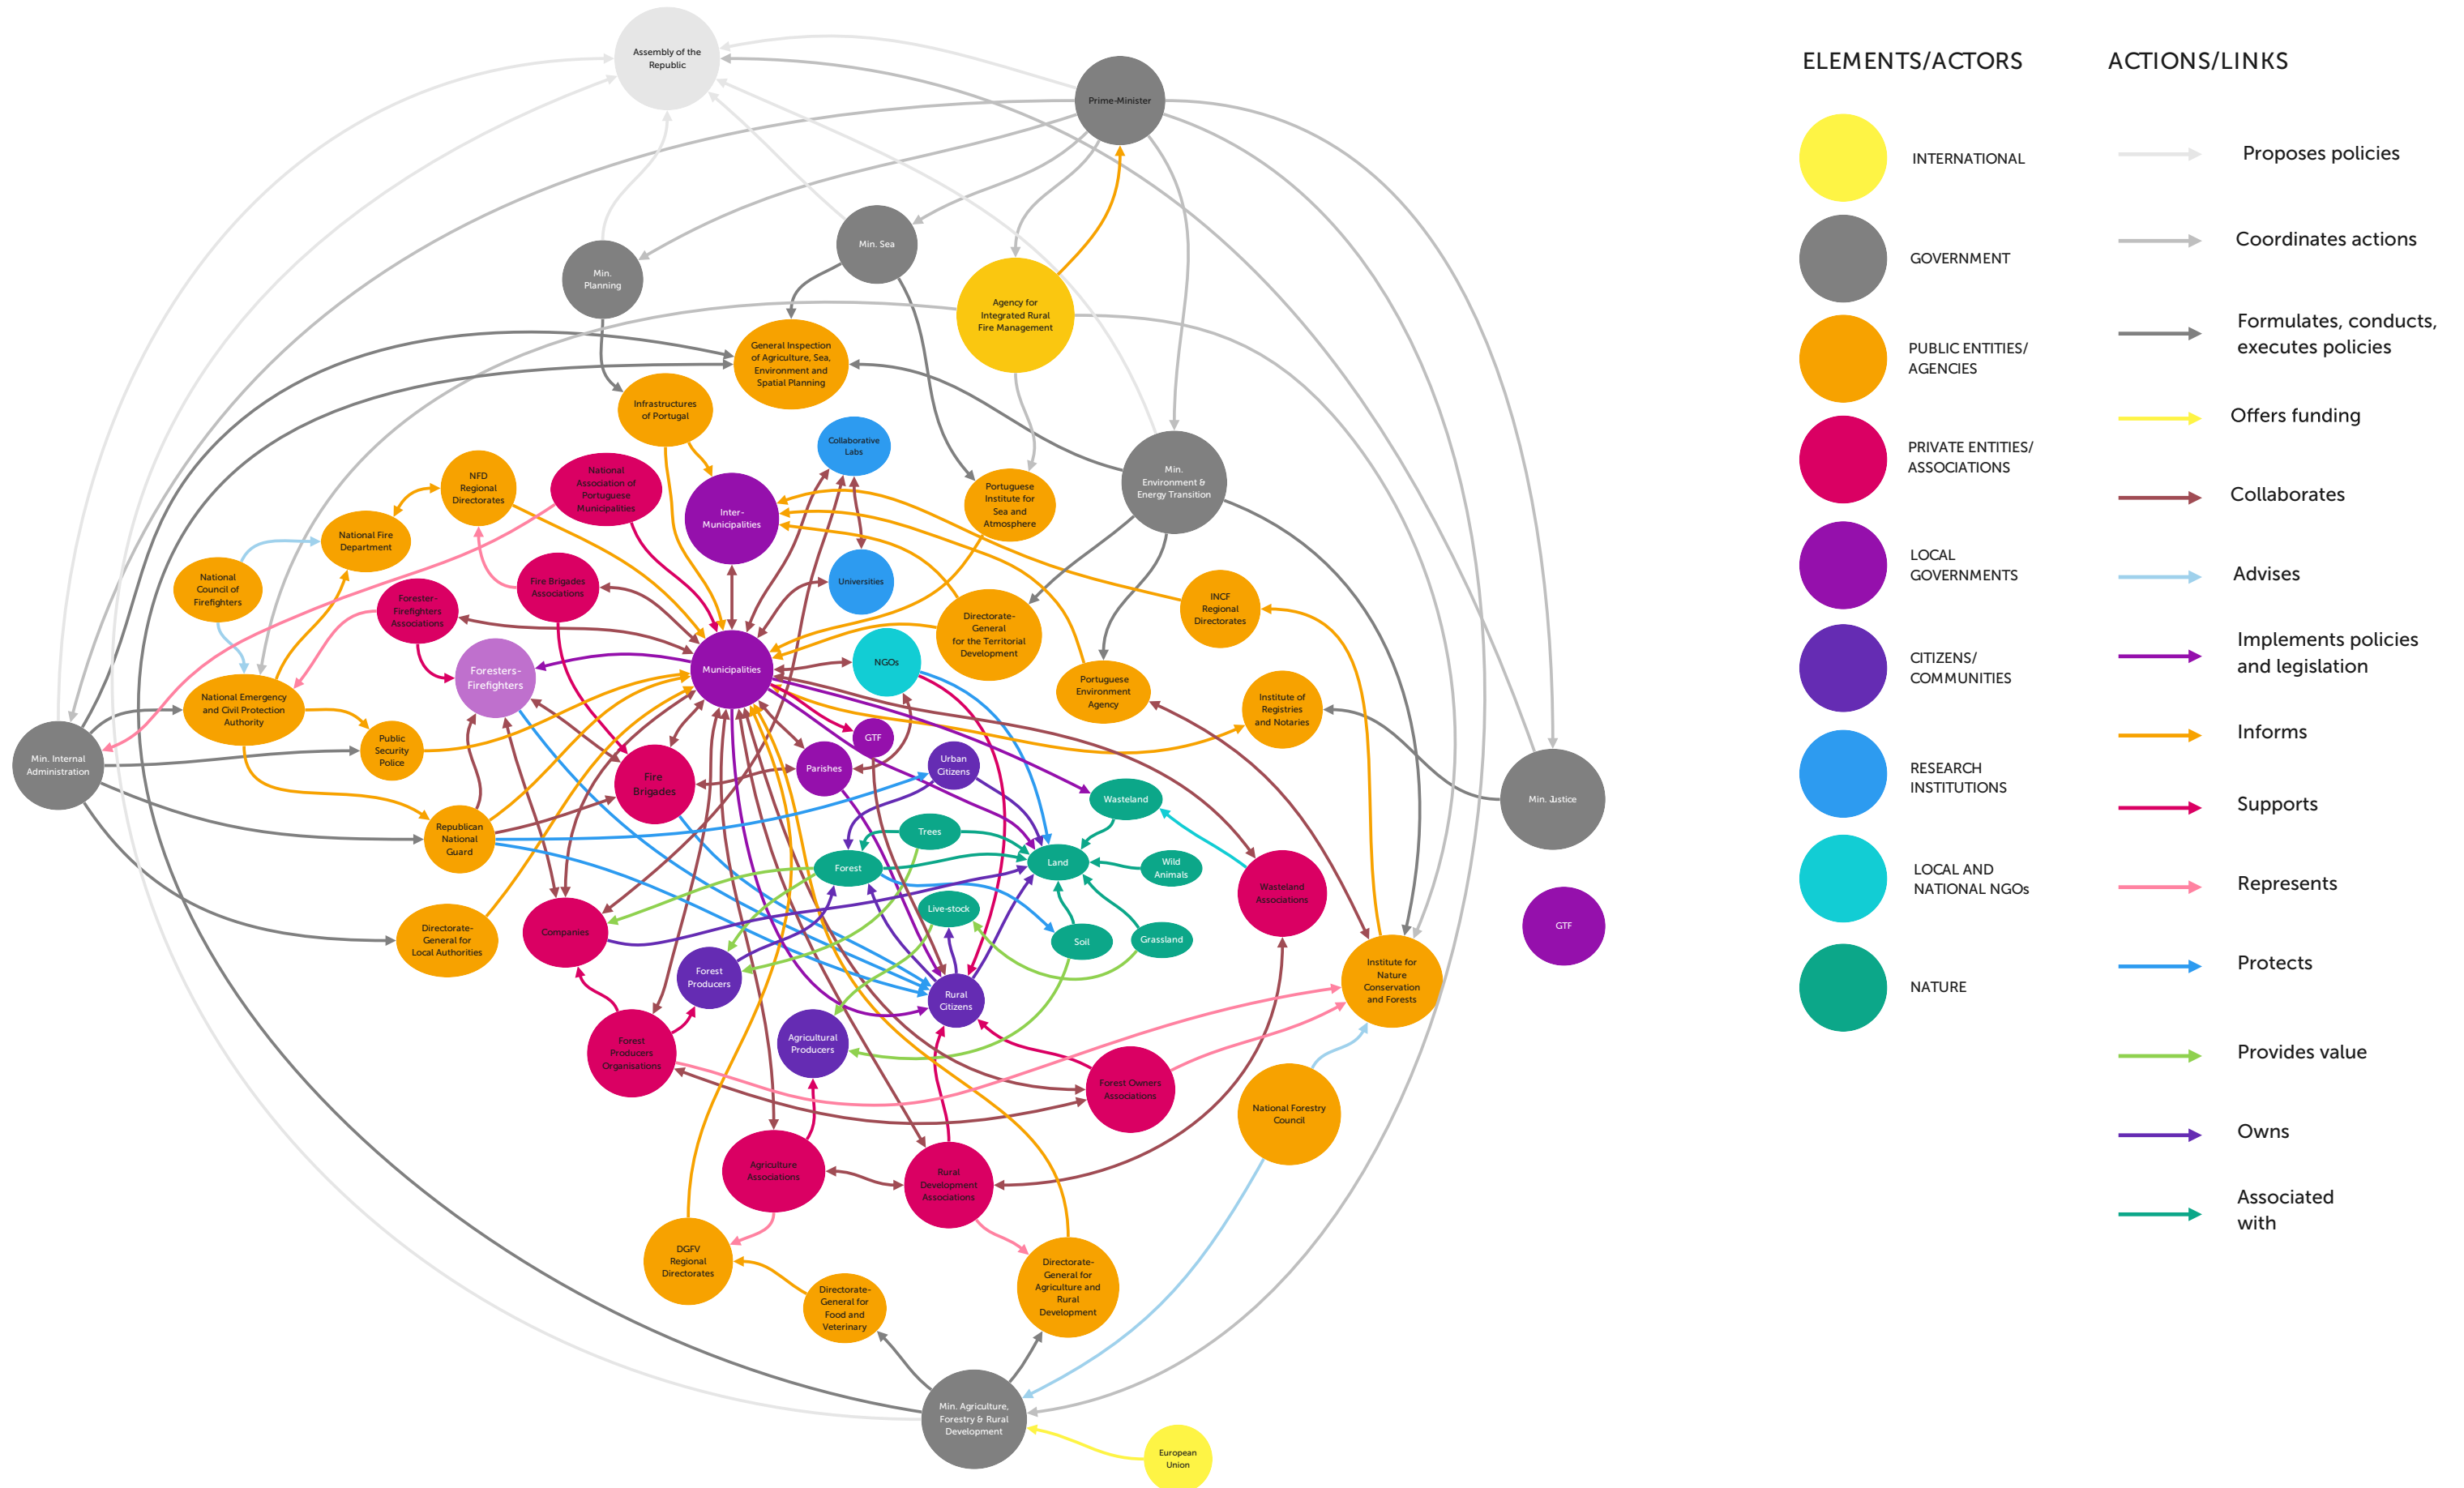 Assembly of the
Republic
Prime-Minister
Min. Sea
Min.
Planning
Agency for
Integrated Rural
Fire Management
General Inspection
of Agriculture, Sea,
Environment and
Spatial Planning
Infrastructures
of Portugal
Collaborative
Labs
NFD
Regional
Directorates
National
Association of
Portuguese
Municipalities
Inter-
Municipalities
Portuguese
Institute for
Sea and
Atmosphere
Min.
Environment &
Energy Transition
National Fire
Department
National
Council of
Firefighters
Fire Brigades
Associations
Universities
Forester-
Firefighters
Associations
Directorate-
General
for the Territorial
Development
INCF
Regional
Directorates
Foresters-
Firefighters
Municipalities
NGOs
Portuguese
Environment
Agency
Institute of
Registries
and Notaries
National Emergency
and Civil Protection
Authority
Public
Security
Police
GTF
Min. Internal
Administration
Fire
Brigades
Parishes
Urban
Citizens
Wasteland
Min. Justice
Republican
National
Guard
Trees
Forest
Land
Wild
Animals
Wasteland
Associations
Live-stock
Companies
Directorate-
General for
Local Authorities
Soil
Grassland
GTF
Forest
Producers
Rural
Citizens
Institute for
Nature
Conservation
and Forests
Forest
Producers
Organisations
Agricultural
Producers
Forest Owners
Associations
National Forestry
Council
Agriculture
Associations
Rural
Development
Associations
DGFV
Regional
Directorates
Directorate-
General for
Food and
Veterinary
Directorate-
General for
Agriculture and
Rural
Development
Min. Agriculture,
Forestry & Rural
Development
European
Union
ELEMENTS/ACTORS
INTERNATIONAL
GOVERNMENT
PUBLIC ENTITIES/
AGENCIES
PRIVATE ENTITIES/
ASSOCIATIONS
LOCAL
GOVERNMENTS
CITIZENS/
COMMUNITIES
RESEARCH
INSTITUTIONS
LOCAL AND
NATIONAL NGOs
NATURE
ACTIONS/LINKS
Proposes policies
Coordinates actions
Formulates, conducts,
executes policies
Offers funding
Collaborates
Advises
Implements policies
and legislation
Informs
Supports
Represents
Protects
Provides value
Owns
Associated
with